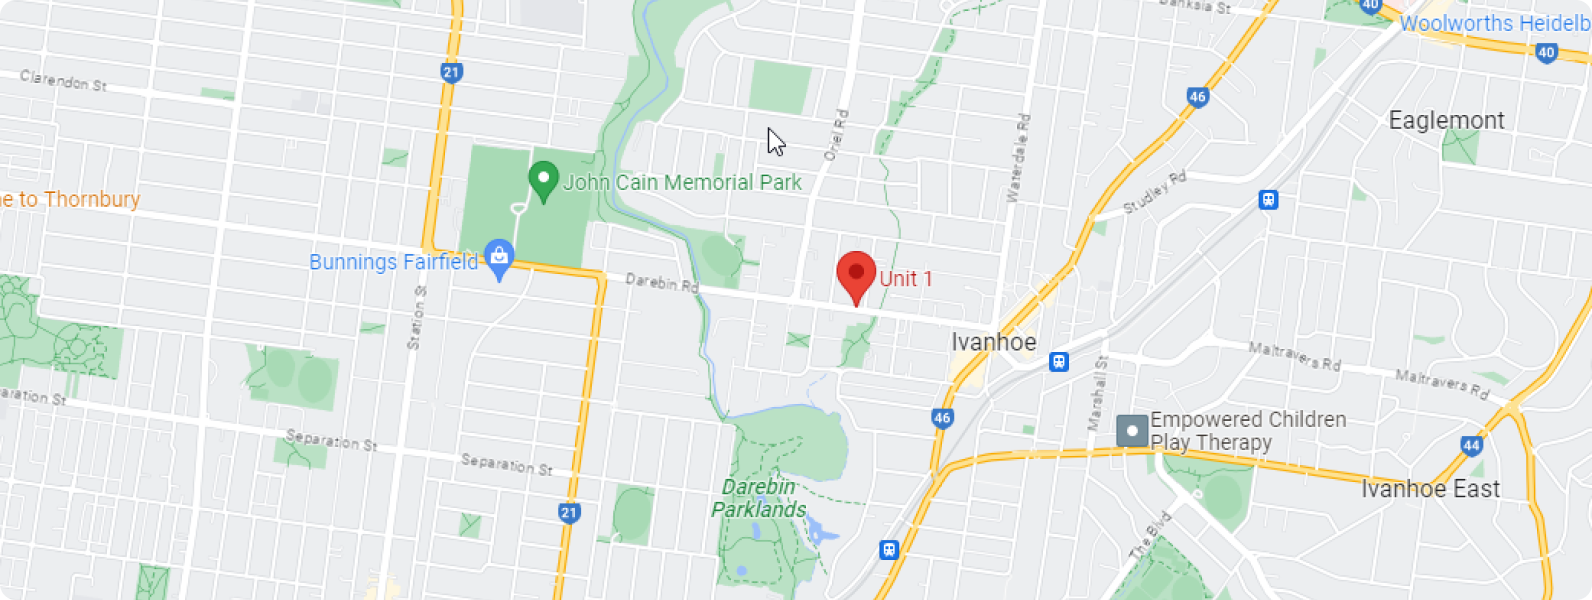 Banksia St
40
Woolworths Heidelb
40
21
Clarendon St
46
Eaglemont
Oriel Rd
Waterdale Rd
John Cain Memorial Park
Studley Rd
e to Thornbury
Bunnings Fairfield
Darebin Rd
Unit 1
Station S
Ivanhoe
Maltravers Rd
Maltravers Rd
Marshall St
aration St
46
Empowered Children
Play Therapy
Separation St
44
Separation St
Darebin
Parklands
Ivanhoe East
21
The Blvd